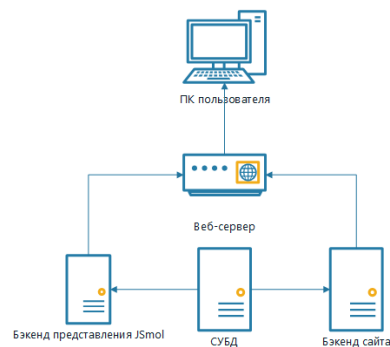 ПК пользователя
Веб-сервер
Бэкенд представления JSmol
СУБД
Бэкенд сайта